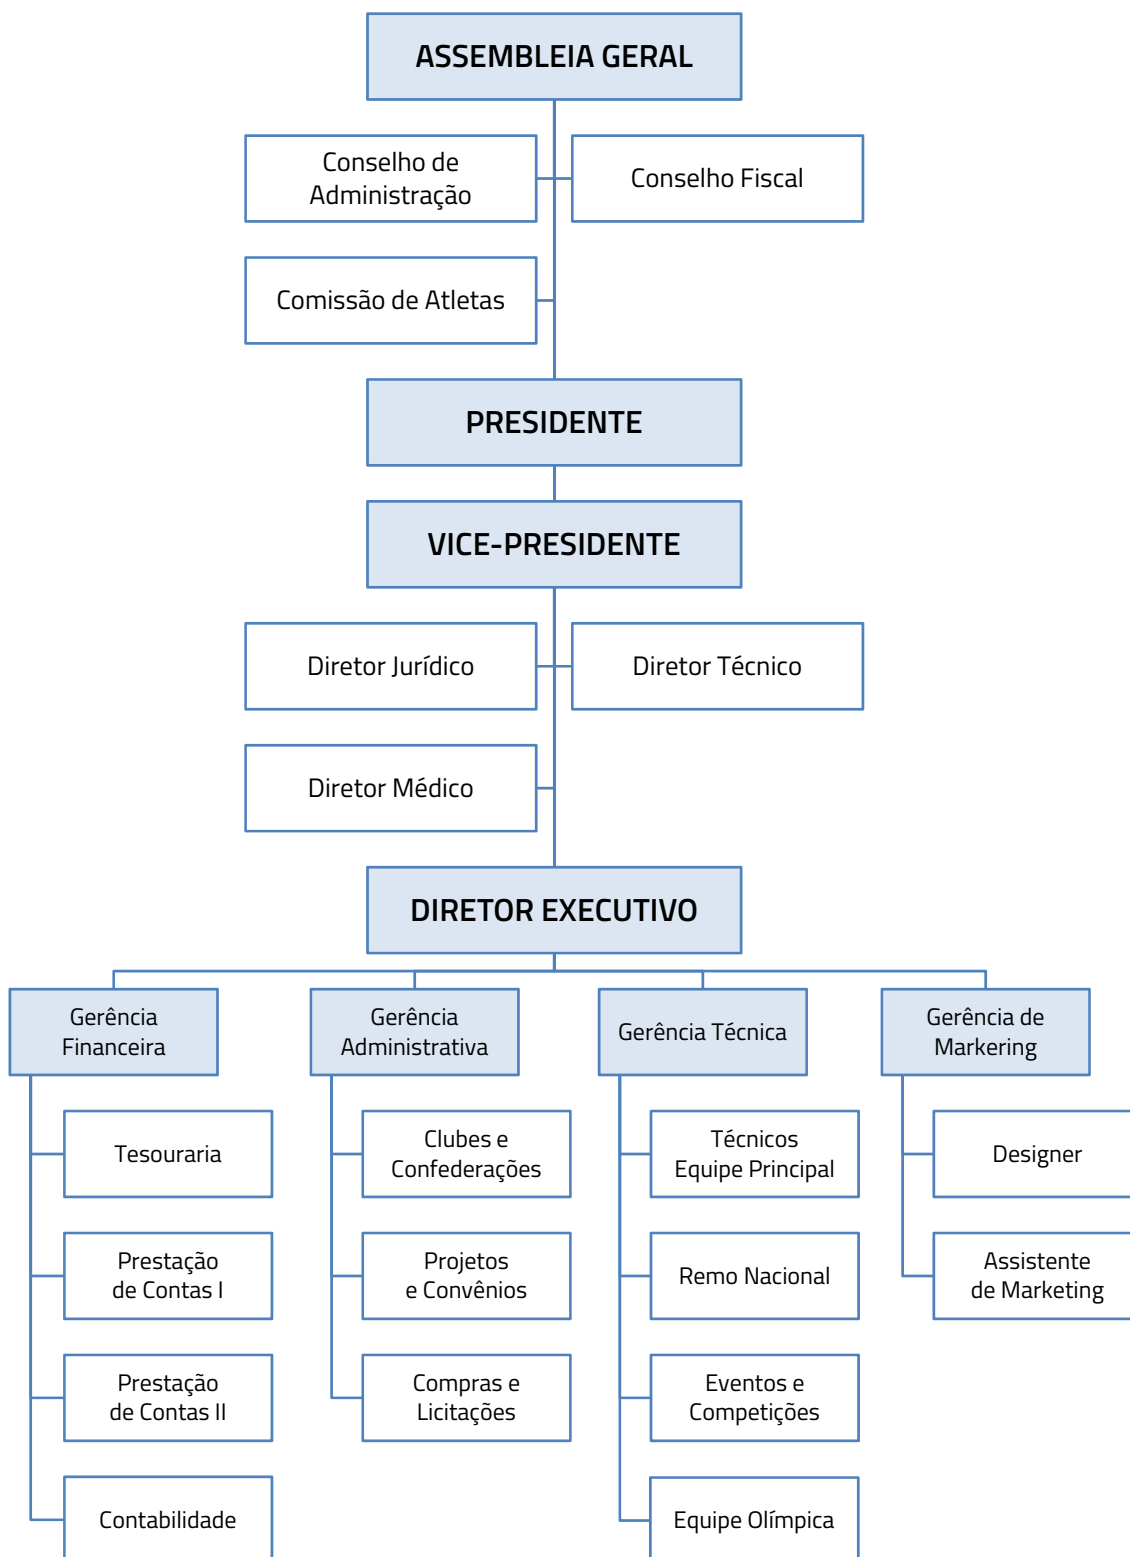 ASSEMBLEIA GERAL
Conselho de
Administração
Conselho Fiscal
Comissão de Atletas
PRESIDENTE
VICE-PRESIDENTE
Diretor Jurídico
Diretor Técnico
Diretor Médico
DIRETOR EXECUTIVO
Gerência
Financeira
Tesouraria
Prestação
de Contas I
Prestação
de Contas II
Contabilidade
Gerência
Administrativa
Clubes e
Confederações
Projetos
e Convênios
Compras e
Licitações
Gerência Técnica
Técnicos
Equipe Principal
Remo Nacional
Eventos e
Competições
Equipe Olímpica
Gerência de
Markering
Designer
Assistente
de Marketing